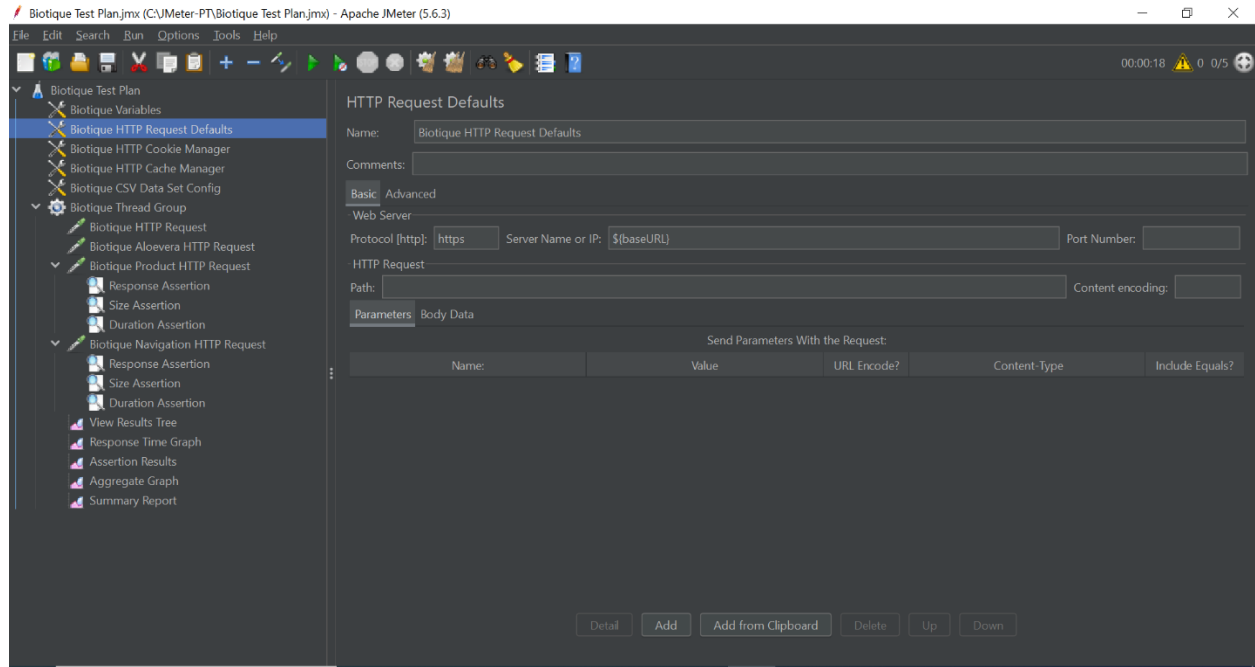 Biotique Test Plan.jmx (C:\JMeter-PT\Biotique Test Plan.jmx) - Apache JMeter (5.6.3)
File Edit Search Run Options Tools Help
00:00:18 0 0/5
Biotique Test Plan
Biotique Variables
Biotique HTTP Request Defaults
Biotique HTTP Cookie Manager
Biotique HTTP Cache Manager
Biotique CSV Data Set Config
Biotique Thread Group
Biotique HTTP Request
Biotique Aloevera HTTP Request
Biotique Product HTTP Request
Response Assertion
Size Assertion
Duration Assertion
Biotique Navigation HTTP Request
Response Assertion
Size Assertion
Duration Assertion
View Results Tree
Response Time Graph
Assertion Results
Aggregate Graph
Summary Report
HTTP Request Defaults
Name: Biotique HTTP Request Defaults
Comments:
Basic Advanced
Web Server
Protocol [http]: https Server Name or IP: ${baseURL} Port Number:
HTTP Request
Path: Content encoding:
Parameters Body Data
Send Parameters With the Request:
Name: Value URL Encode? Content-Type Include Equals?
Detail Add Add from Clipboard Delete Up Down